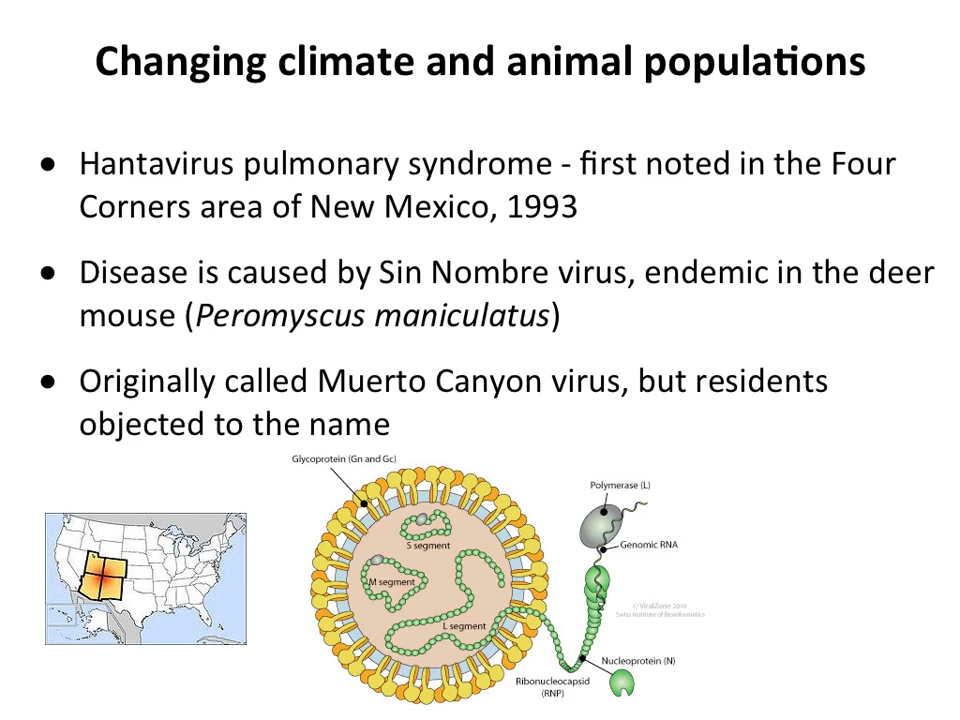 Changing climate and animal populations
● Hantavirus pulmonary syndrome - first noted in the Four
Corners area of New Mexico, 1993
● Disease is caused by Sin Nombre virus, endemic in the deer
mouse (Peromyscus maniculatus)
● Originally called Muerto Canyon virus, but residents
objected to the name
Glycoprotein (Gn and Gc)
Polymerase (L)
S segment
Genomic RNA
M segment
© ViralZone 2010
Swiss Institute of Bioinformatics
L segment
Nucleoprotein (N)
Ribonucleocapsid
(RNP)